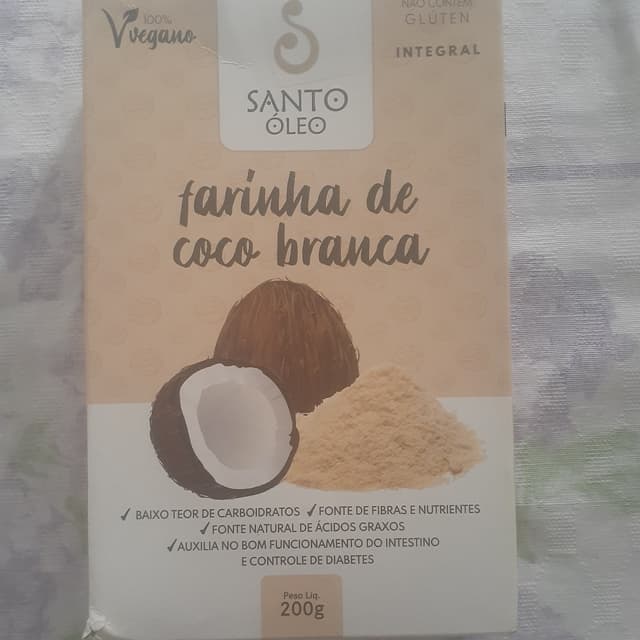 100%
Vegano
NÃO CONTÉM
GLÚTEN
INTEGRAL
SANTO
ÓLEO
farinha de
coco branca
✓ BAIXO TEOR DE CARBOIDRATOS ✓ FONTE DE FIBRAS E NUTRIENTES
✓ FONTE NATURAL DE ÁCIDOS GRAXOS
✓ AUXILIA NO BOM FUNCIONAMENTO DO INTESTINO
E CONTROLE DE DIABETES
Peso Liq.
200g